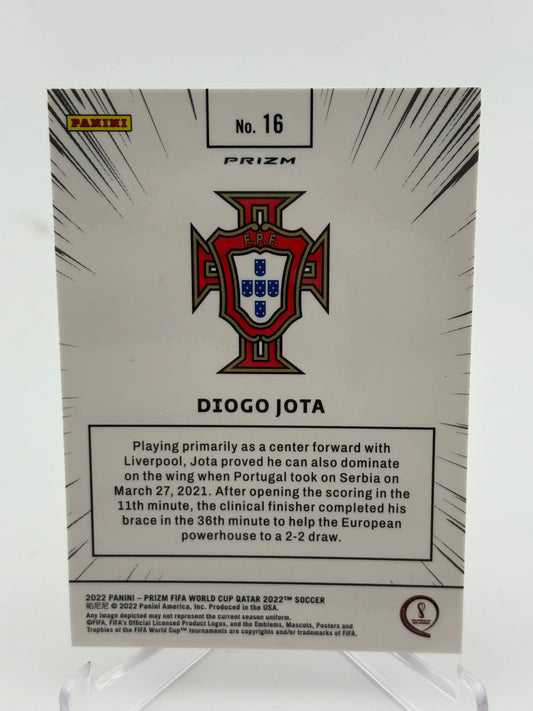 PANINI
No. 16
PRIZM
F.P.F.
DIOGO JOTA
Playing primarily as a center forward with
Liverpool, Jota proved he can also dominate
on the wing when Portugal took on Serbia on
March 27, 2021. After opening the scoring in the
11th minute, the clinical finisher completed his
brace in the 36th minute to help the European
powerhouse to a 2-2 draw.
2022 PANINI – PRIZM FIFA WORLD CUP QATAR 2022™ SOCCER
帕尼尼 © 2022 Panini America, Inc. Produced in the USA.
Any image depicted may not represent the current season uniform.
©FIFA, FIFA's Official Licensed Product Logos, and the Emblems, Mascots, Posters and
Trophies of the FIFA World Cup™ tournaments are copyrights and/or trademarks of FIFA.